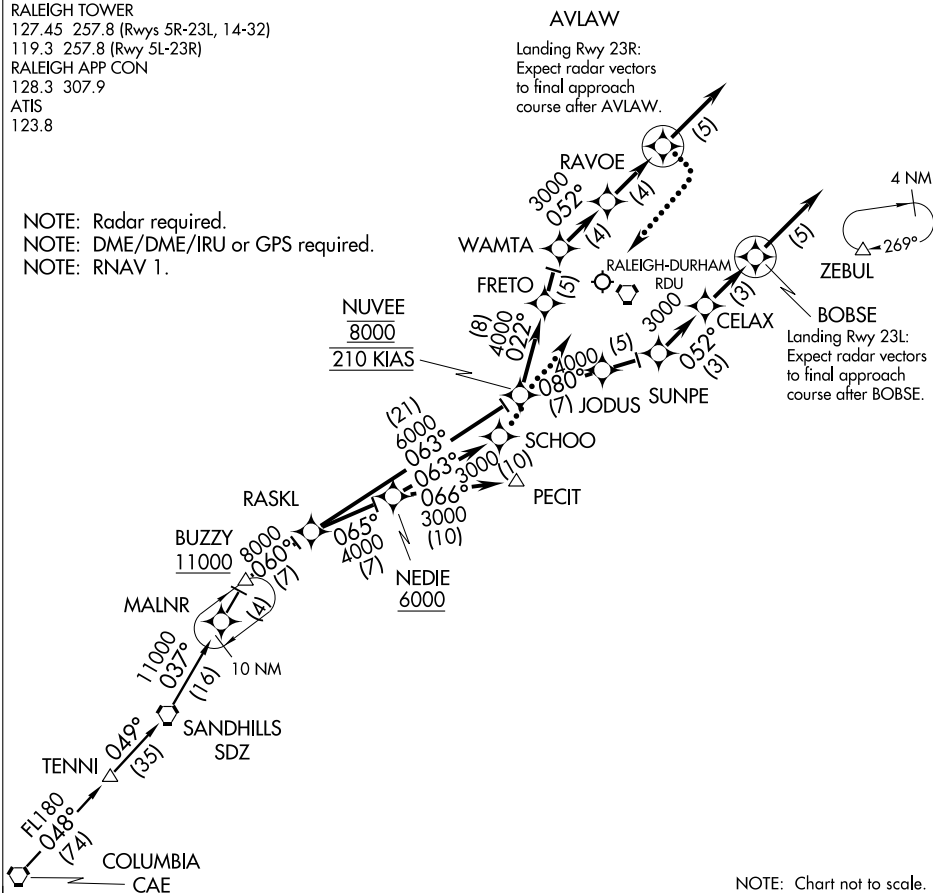 RALEIGH TOWER
127.45 257.8 (Rwys 5R-23L, 14-32)
119.3 257.8 (Rwy 5L-23R)
RALEIGH APP CON
128.3 307.9
ATIS
123.8
NOTE: Radar required.
NOTE: DME/DME/IRU or GPS required.
NOTE: RNAV 1.
AVLAW
Landing Rwy 23R:
Expect radar vectors
to final approach
course after AVLAW.
(5)
RAVOE
3000
052°
(4)
(4)
WAMTA
4 NM
269°
ZEBUL
(5)
RALEIGH-DURHAM
RDU
FRETO
(5)
(8)
4000
022°
NUVEE
8000
210 KIAS
BOBSE
Landing Rwy 23L:
Expect radar vectors
to final approach
course after BOBSE.
(3)
CELAX
3000
052°
(3)
SUNPE
(5)
4000
080°
(7)
JODUS
(21)
6000
063°
SCHOO
063°
3000
(10)
066°
3000
(10)
PECIT
RASKL
065°
4000
(7)
NEDIE
6000
BUZZY
11000
8000
060°
(7)
MALNR
(4)
10 NM
11000
037°
(16)
SANDHILLS
SDZ
TENNI
049°
(35)
FL180
048°
(74)
COLUMBIA
CAE
NOTE: Chart not to scale.